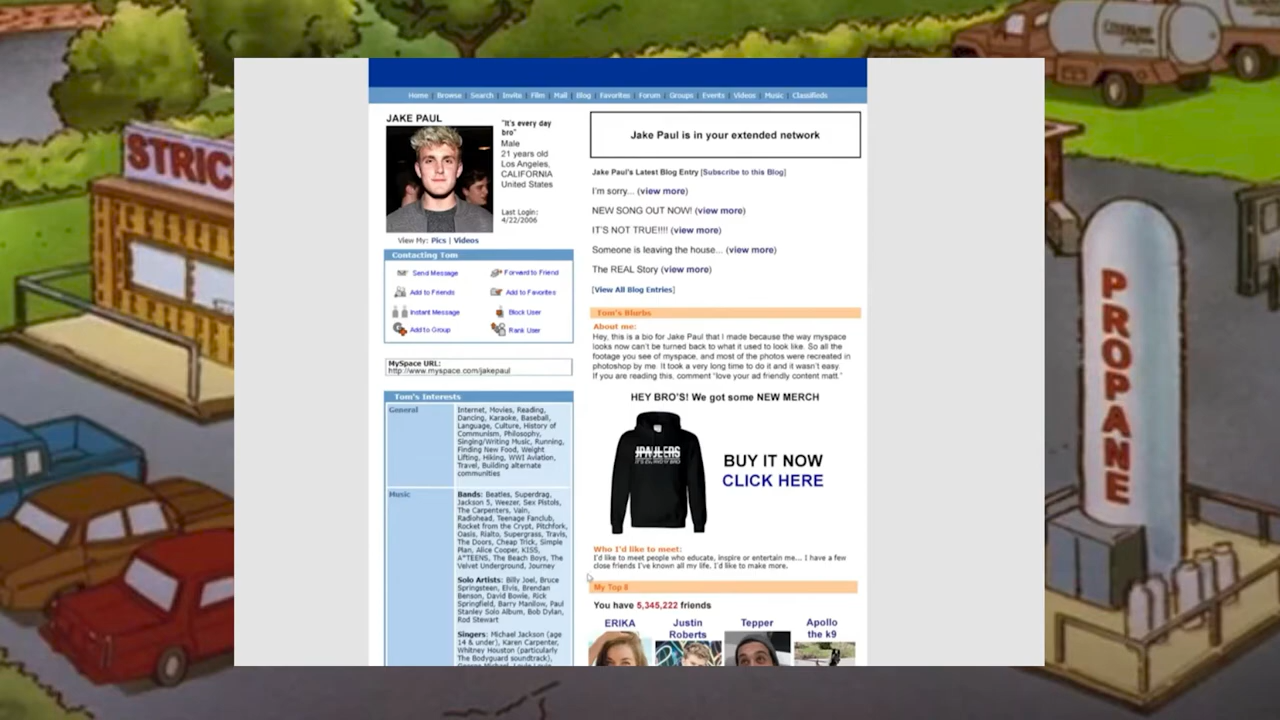 STRIC
PROPANE
Home Browse Search Invite Film Mail Blog Favorites Forum Groups Events Videos Music Classifieds
JAKE PAUL
"It's every day
bro"
Male
21 years old
Los Angeles,
CALIFORNIA
United States
Last Login:
4/22/2006
View My: Pics | Videos
Contacting Tom
Send Message
Forward to Friend
Add to Friends
Add to Favorites
Instant Message
Block User
Add to Group
Rank User
MySpace URL:
http://www.myspace.com/jakepaul
Tom's Interests
General
Internet, Movies, Reading,
Dancing, Karaoke, Baseball,
Language, Culture, History of
Communism, Philosophy,
Singing/Writing Music, Running,
Finding New Food, Weight
Lifting, Hiking, WWI Aviation,
Travel, Building alternate
communities
Music
Bands: Beatles, Superdrag,
Jackson 5, Weezer, Sex Pistols,
The Carpenters, Vain,
Radiohead, Teenage Fanclub,
Rocket from the Crypt, Pitchfork,
Oasis, Rialto, Supergrass, Travis,
The Doors, Cheap Trick, Simple
Plan, Alice Cooper, KISS,
A*TEENS, The Beach Boys, The
Velvet Underground, Journey
Solo Artists: Billy Joel, Bruce
Springsteen, Elvis, Brendan
Benson, David Bowie, Rick
Springfield, Barry Manilow, Paul
Stanley Solo Album, Bob Dylan,
Rod Stewart
Singers: Michael Jackson (age
14 & under), Karen Carpenter,
Whitney Houston (particularly
The Bodyguard soundtrack),
Jake Paul is in your extended network
Jake Paul's Latest Blog Entry [Subscribe to this Blog]
I'm sorry... (view more)
NEW SONG OUT NOW! (view more)
IT'S NOT TRUE!!!! (view more)
Someone is leaving the house... (view more)
The REAL Story (view more)
[View All Blog Entries]
Tom's Blurbs
About me:
Hey, this is a bio for Jake Paul that I made because the way myspace
looks now can't be turned back to what it used to look like. So all the
footage you see of myspace, and most of the photos were recreated in
photoshop by me. It took a very long time to do it and it wasn't easy.
If you are reading this, comment "love your ad friendly content matt."
HEY BRO'S! We got some NEW MERCH
JPAULERS
IT'S EVERYDAY BRO
BUY IT NOW
CLICK HERE
Who I'd like to meet:
I'd like to meet people who educate, inspire or entertain me... I have a few
close friends I've known all my life. I'd like to make more.
My Top 8
You have 5,345,222 friends
ERIKA
Justin
Roberts
Tepper
Apollo
the k9